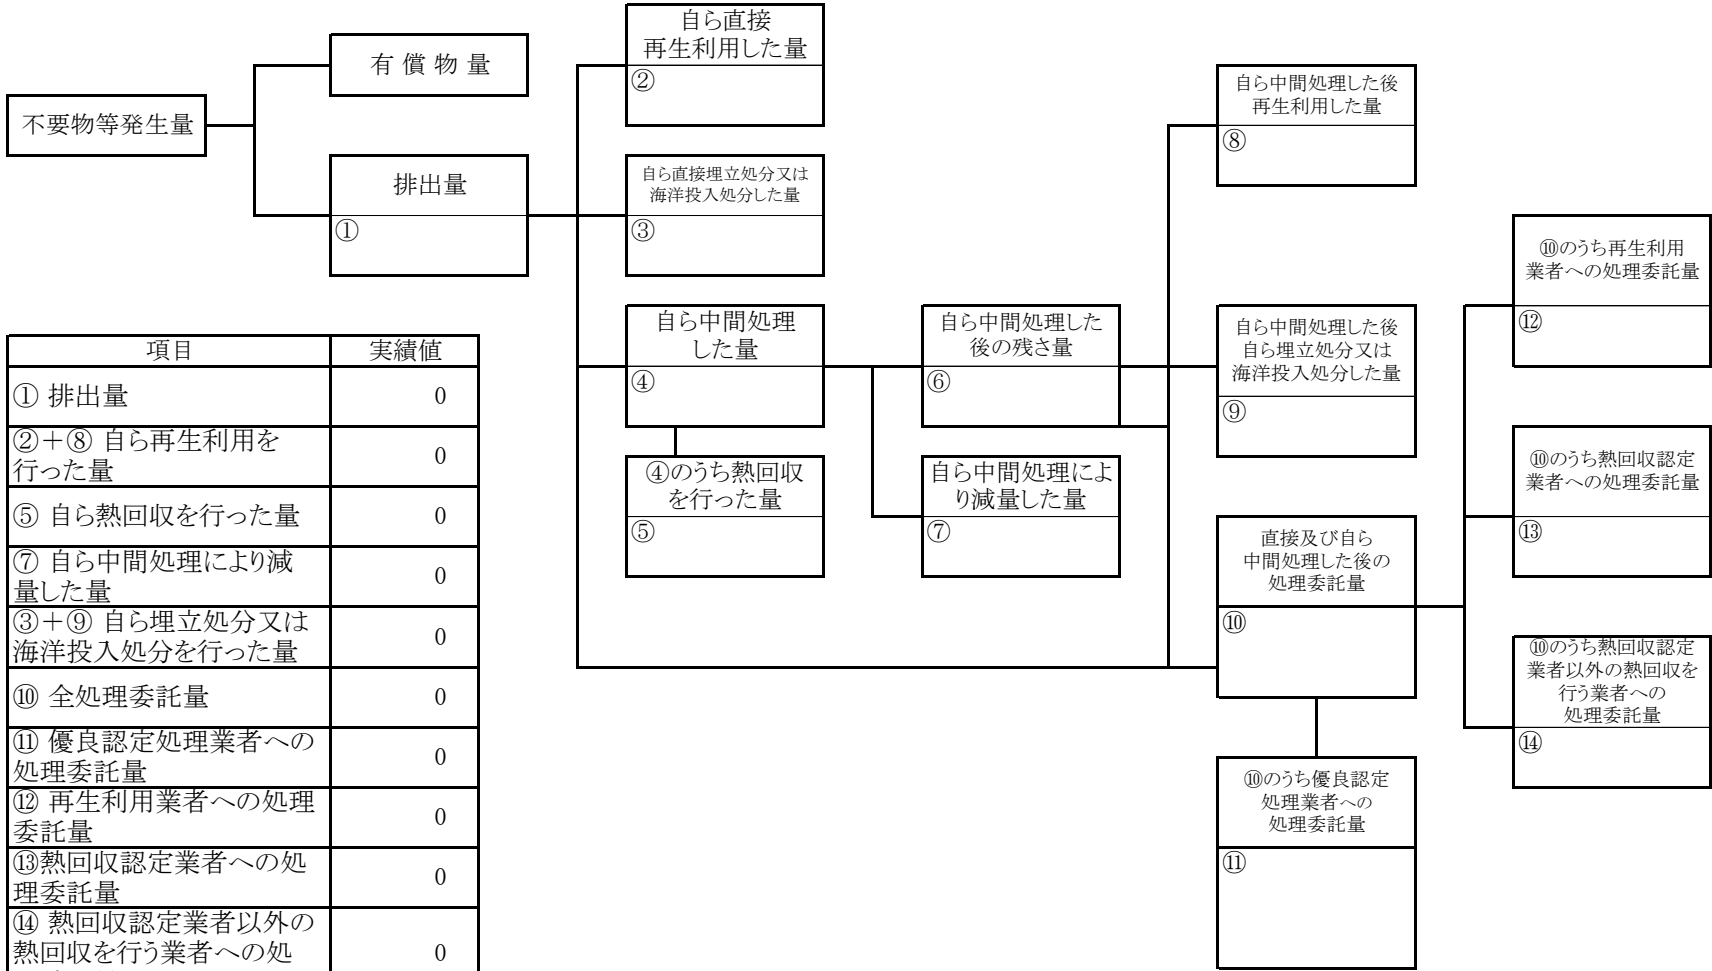 不要物等発生量
有償物量
排出量
①
自ら直接
再生利用した量
②
自ら直接埋立処分又は
海洋投入処分した量
③
自ら中間処理
した量
④
④のうち熱回収
を行った量
⑤
自ら中間処理した
後の残さ量
⑥
自ら中間処理によ
り減量した量
⑦
自ら中間処理した後
再生利用した量
⑧
自ら中間処理した後
自ら埋立処分又は
海洋投入処分した量
⑨
直接及び自ら
中間処理した後の
処理委託量
⑩
⑩のうち優良認定
処理業者への
処理委託量
⑪
⑩のうち再生利用
業者への処理委託量
⑫
⑩のうち熱回収認定
業者への処理委託量
⑬
⑩のうち熱回収認定
業者以外の熱回収を
行う業者への
処理委託量
⑭
項目 実績値
① 排出量 0
②＋⑧ 自ら再生利用を
行った量 0
⑤ 自ら熱回収を行った量 0
⑦ 自ら中間処理により減
量した量 0
③＋⑨ 自ら埋立処分又は
海洋投入処分を行った量 0
⑩ 全処理委託量 0
⑪ 優良認定処理業者への
処理委託量 0
⑫ 再生利用業者への処理
委託量 0
⑬熱回収認定業者への処
理委託量 0
⑭ 熱回収認定業者以外の
熱回収を行う業者への処 0